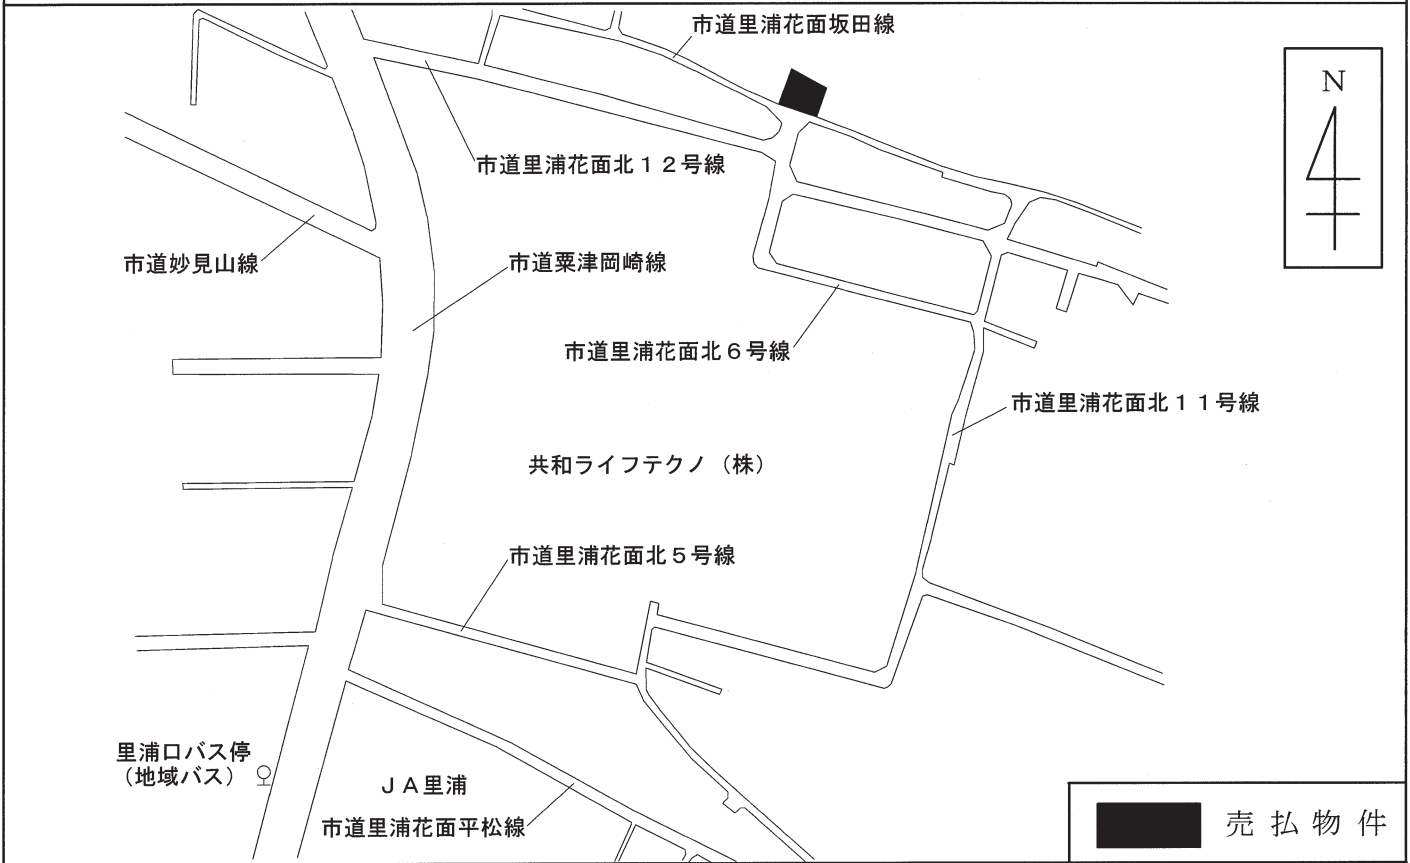 市道里浦花面坂田線
N
市道里浦花面北１２号線
市道妙見山線
市道粟津岡崎線
市道里浦花面北６号線
市道里浦花面北１１号線
共和ライフテクノ（株）
市道里浦花面北５号線
里浦口バス停
（地域バス）
ＪＡ里浦
市道里浦花面平松線
売払物件